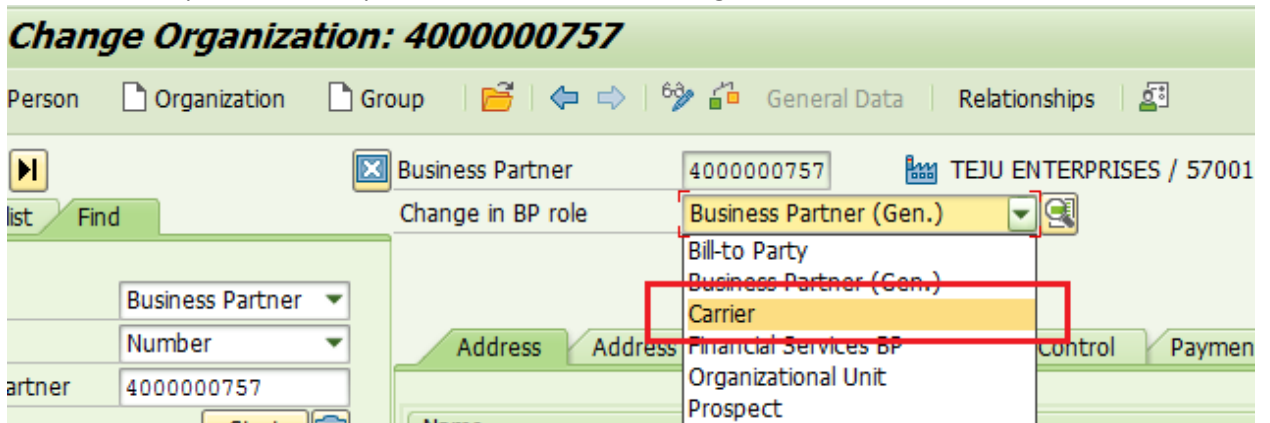 Change Organization: 4000000757
Person Organization Group General Data Relationships
Business Partner 4000000757 TEJU ENTERPRISES / 57001
list Find Change in BP role Business Partner (Gen.)
Bill-to Party
Business Partner (Gen.)
Business Partner Carrier
Number Address Address Financial Services BP Control Paymen
artner 4000000757 Organizational Unit
Prospect